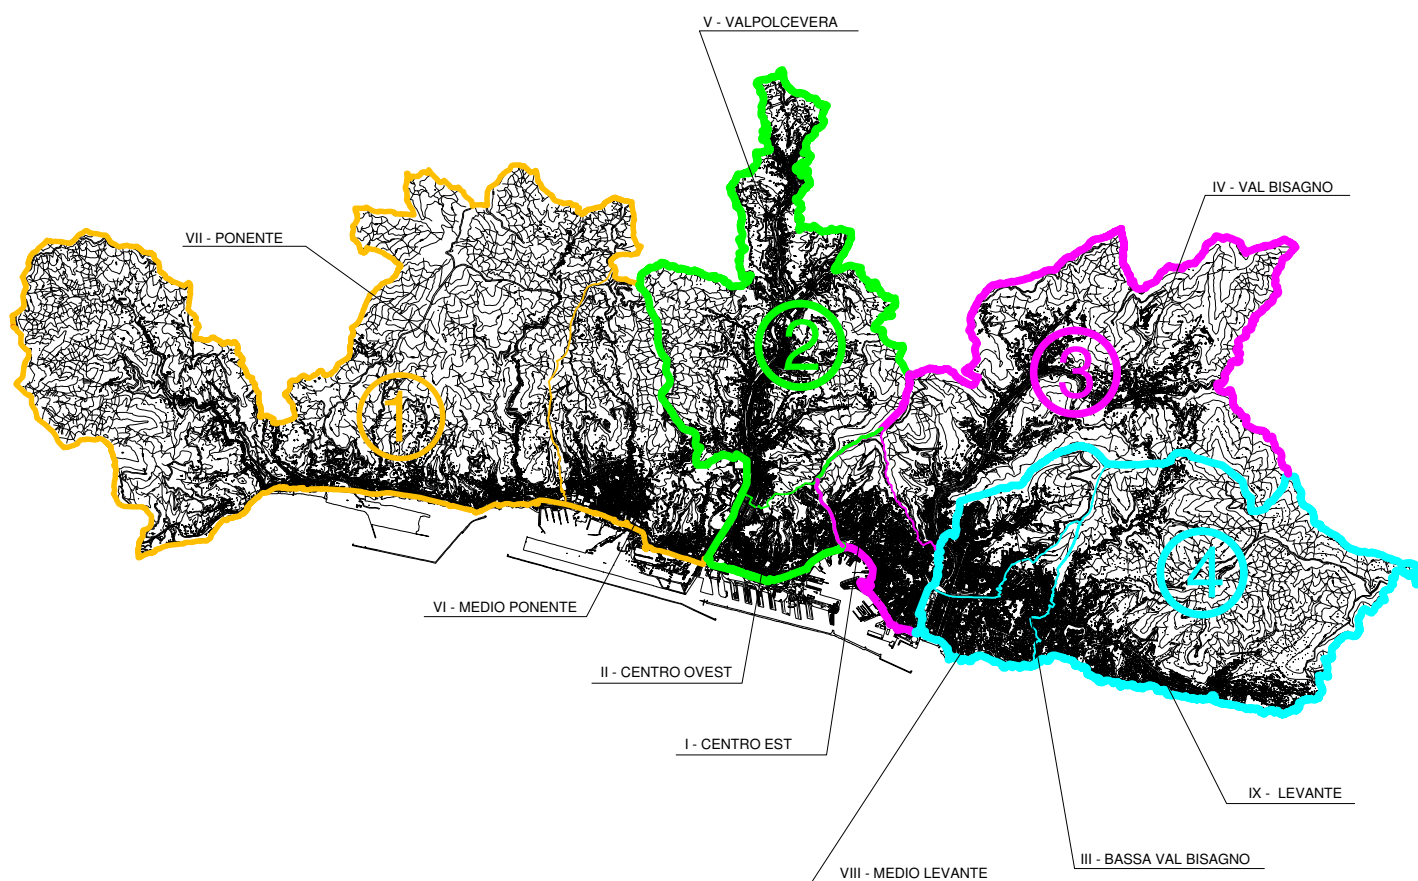 V - VALPOLCEVERA
IV - VAL BISAGNO
VII - PONENTE
2
3
1
4
VI - MEDIO PONENTE
II - CENTRO OVEST
I - CENTRO EST
IX - LEVANTE
III - BASSA VAL BISAGNO
VIII - MEDIO LEVANTE